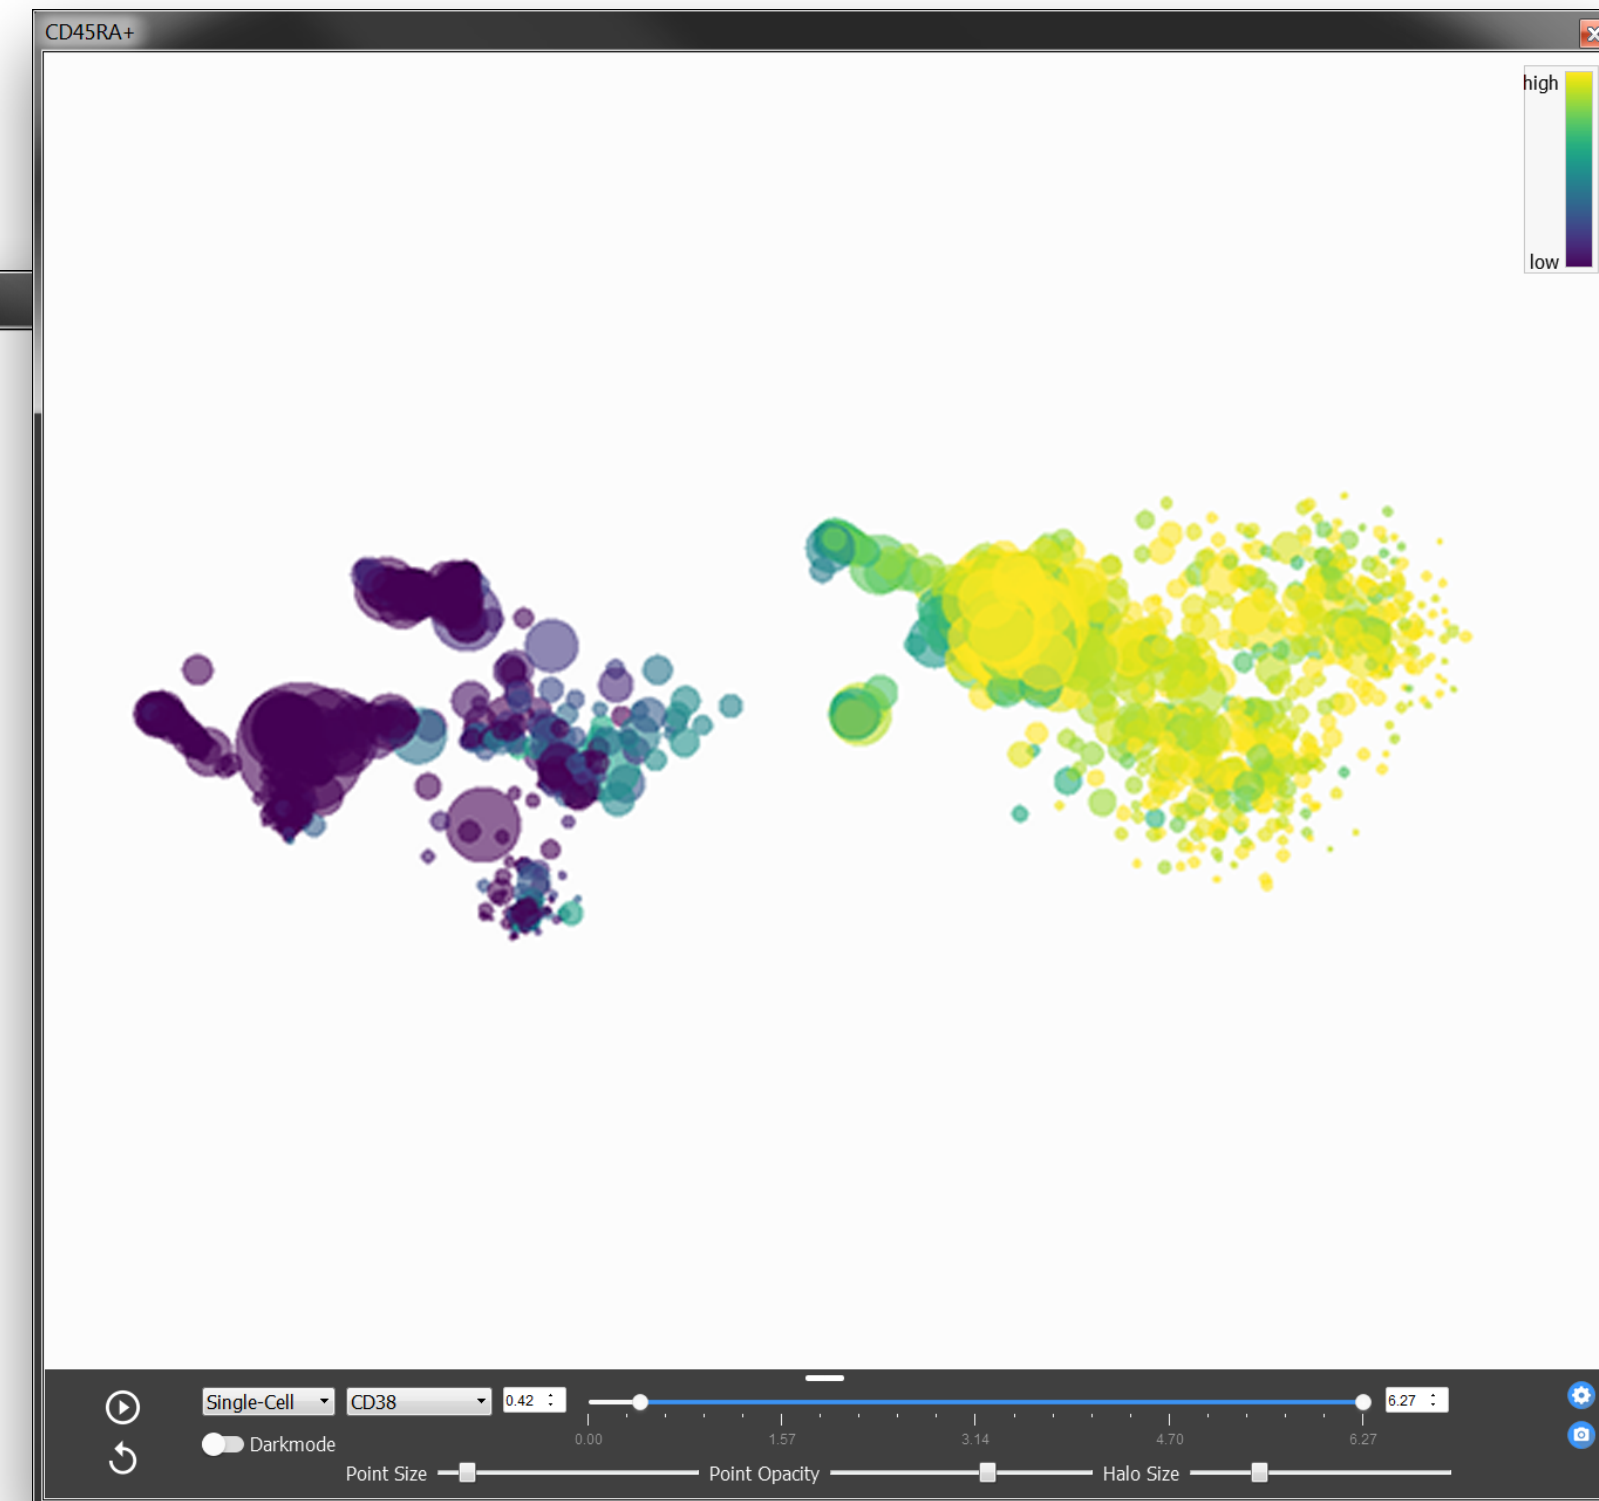 CD45RA+
high
low
Single-Cell CD38 0.42 6.27
0.00 1.57 3.14 4.70 6.27
Darkmode
Point Size Point Opacity Halo Size